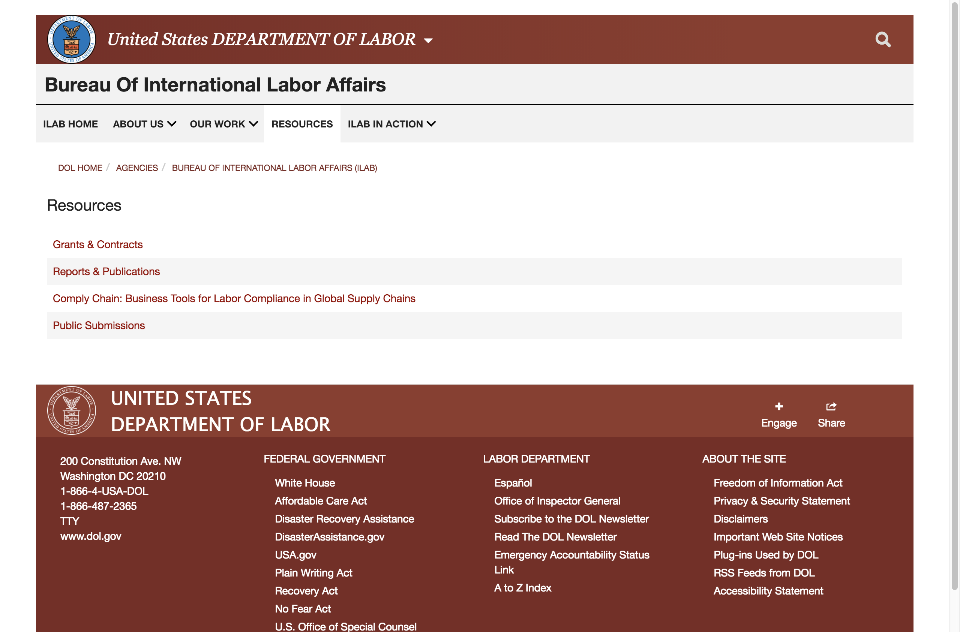 United States DEPARTMENT OF LABOR
Bureau Of International Labor Affairs
ILAB HOME ABOUT US OUR WORK RESOURCES ILAB IN ACTION
DOL HOME / AGENCIES / BUREAU OF INTERNATIONAL LABOR AFFAIRS (ILAB)
Resources
Grants & Contracts
Reports & Publications
Comply Chain: Business Tools for Labor Compliance in Global Supply Chains
Public Submissions
UNITED STATES
DEPARTMENT OF LABOR
Engage Share
200 Constitution Ave. NW
Washington DC 20210
1-866-4-USA-DOL
1-866-487-2365
TTY
www.dol.gov
FEDERAL GOVERNMENT
White House
Affordable Care Act
Disaster Recovery Assistance
DisasterAssistance.gov
USA.gov
Plain Writing Act
Recovery Act
No Fear Act
U.S. Office of Special Counsel
LABOR DEPARTMENT
Español
Office of Inspector General
Subscribe to the DOL Newsletter
Read The DOL Newsletter
Emergency Accountability Status
Link
A to Z Index
ABOUT THE SITE
Freedom of Information Act
Privacy & Security Statement
Disclaimers
Important Web Site Notices
Plug-ins Used by DOL
RSS Feeds from DOL
Accessibility Statement